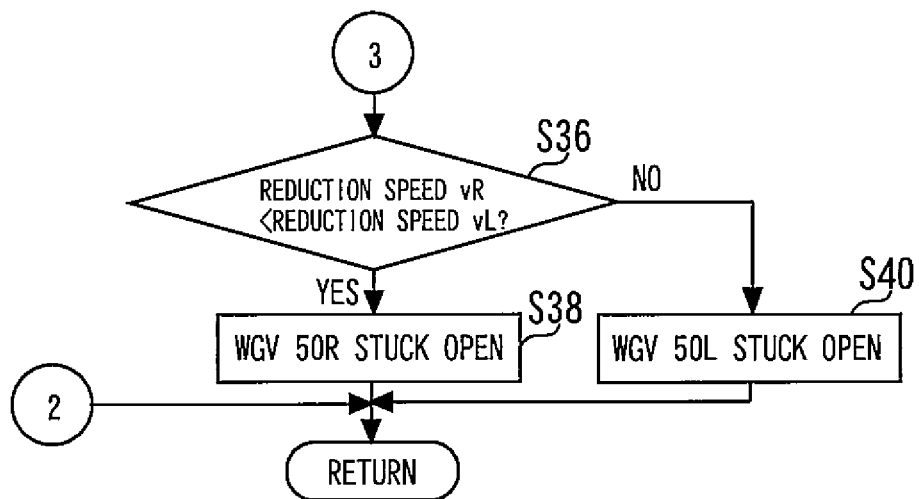 3
S36
REDUCTION SPEED vR
<REDUCTION SPEED vL?
NO
YES
S38
S40
WGV 50R STUCK OPEN
WGV 50L STUCK OPEN
2
RETURN